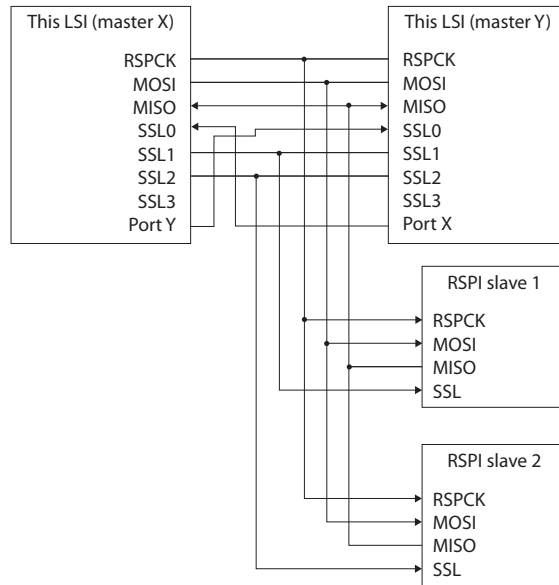 This LSI (master X)
RSPCK
MOSI
MISO
SSL0
SSL1
SSL2
SSL3
Port Y
This LSI (master Y)
RSPCK
MOSI
MISO
SSL0
SSL1
SSL2
SSL3
Port X
RSPI slave 1
RSPCK
MOSI
MISO
SSL
RSPI slave 2
RSPCK
MOSI
MISO
SSL